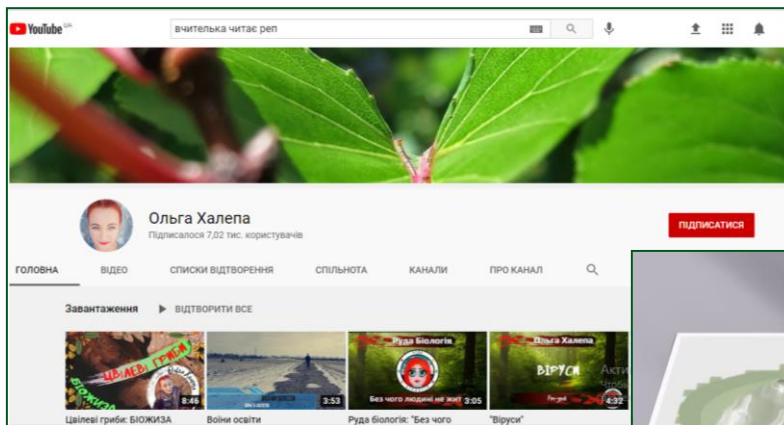 YouTube UA
вчителька читає реп
Ольга Халепа
Підписалося 7,02 тис. користувачів
ПІДПИСАТИСЯ
ГОЛОВНА ВІДЕО СПИСКИ ВІДТВОРЕННЯ СПІЛЬНОТА КАНАЛИ ПРО КАНАЛ
Завантаження ВІДТВОРИТИ ВСЕ
ЦВІЛЕВІ ГРИБИ
БІОЖИЗА
8:46
3:53
Руда Біологія
Без чого людині не жит
3:05
Ольга Халепа
ВІРУСИ
4:32
Цвілеві гриби: БІОЖИЗА
Воїни освіти
Руда біологія: "Без чого
"Віруси"